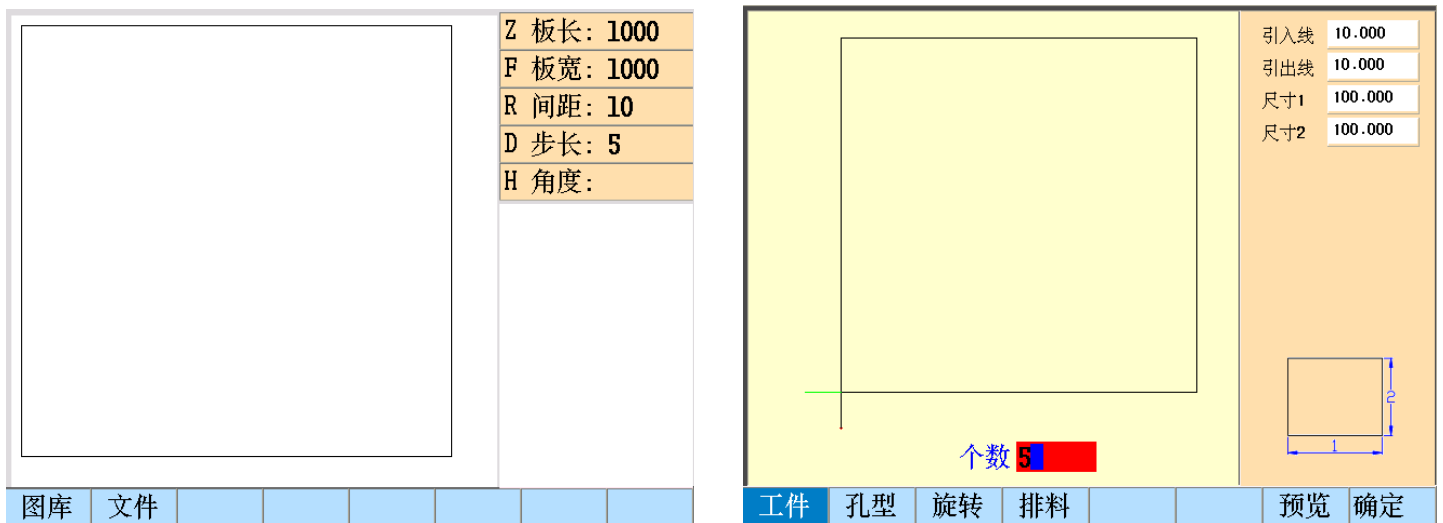 Z 板长: 1000
F 板宽: 1000
R 间距: 10
D 步长: 5
H 角度:
图库 文件
引入线 10.000
引出线 10.000
尺寸1 100.000
尺寸2 100.000
2
1
个数 5
工件 孔型 旋转 排料 预览 确定